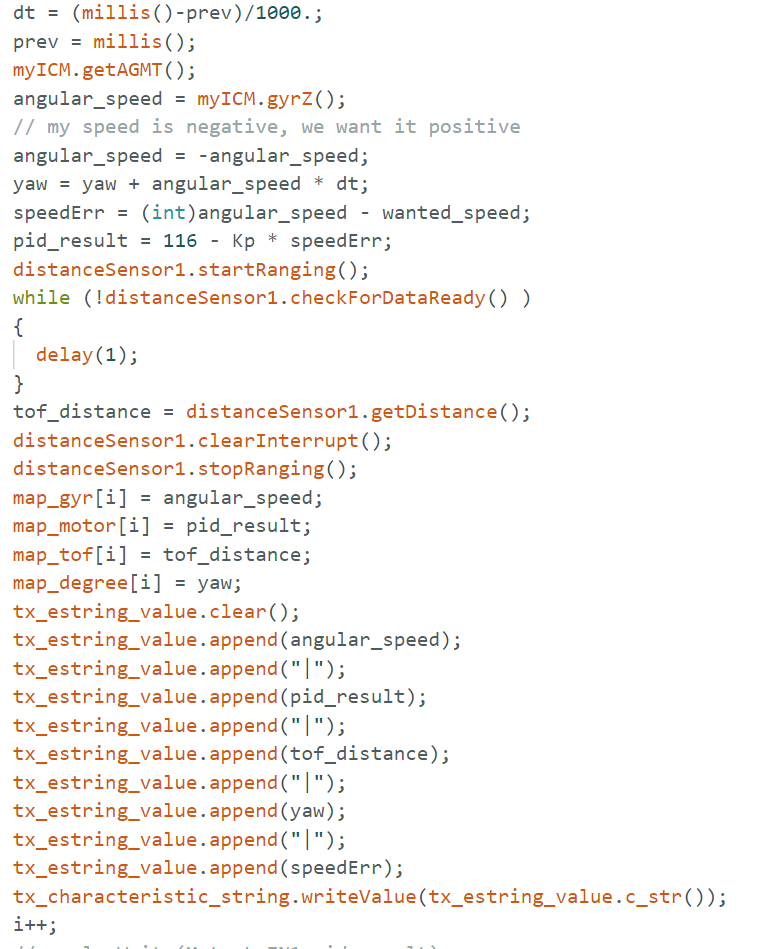 dt = (millis()-prev)/1000.;
prev = millis();
myICM.getAGMT();
angular_speed = myICM.gyrZ();
// my speed is negative, we want it positive
angular_speed = -angular_speed;
yaw = yaw + angular_speed * dt;
speedErr = (int)angular_speed - wanted_speed;
pid_result = 116 - Kp * speedErr;
distanceSensor1.startRanging();
while (!distanceSensor1.checkForDataReady() )
{
  delay(1);
}
tof_distance = distanceSensor1.getDistance();
distanceSensor1.clearInterrupt();
distanceSensor1.stopRanging();
map_gyr[i] = angular_speed;
map_motor[i] = pid_result;
map_tof[i] = tof_distance;
map_degree[i] = yaw;
tx_estring_value.clear();
tx_estring_value.append(angular_speed);
tx_estring_value.append("|");
tx_estring_value.append(pid_result);
tx_estring_value.append("|");
tx_estring_value.append(tof_distance);
tx_estring_value.append("|");
tx_estring_value.append(yaw);
tx_estring_value.append("|");
tx_estring_value.append(speedErr);
tx_characteristic_string.writeValue(tx_estring_value.c_str());
i++;